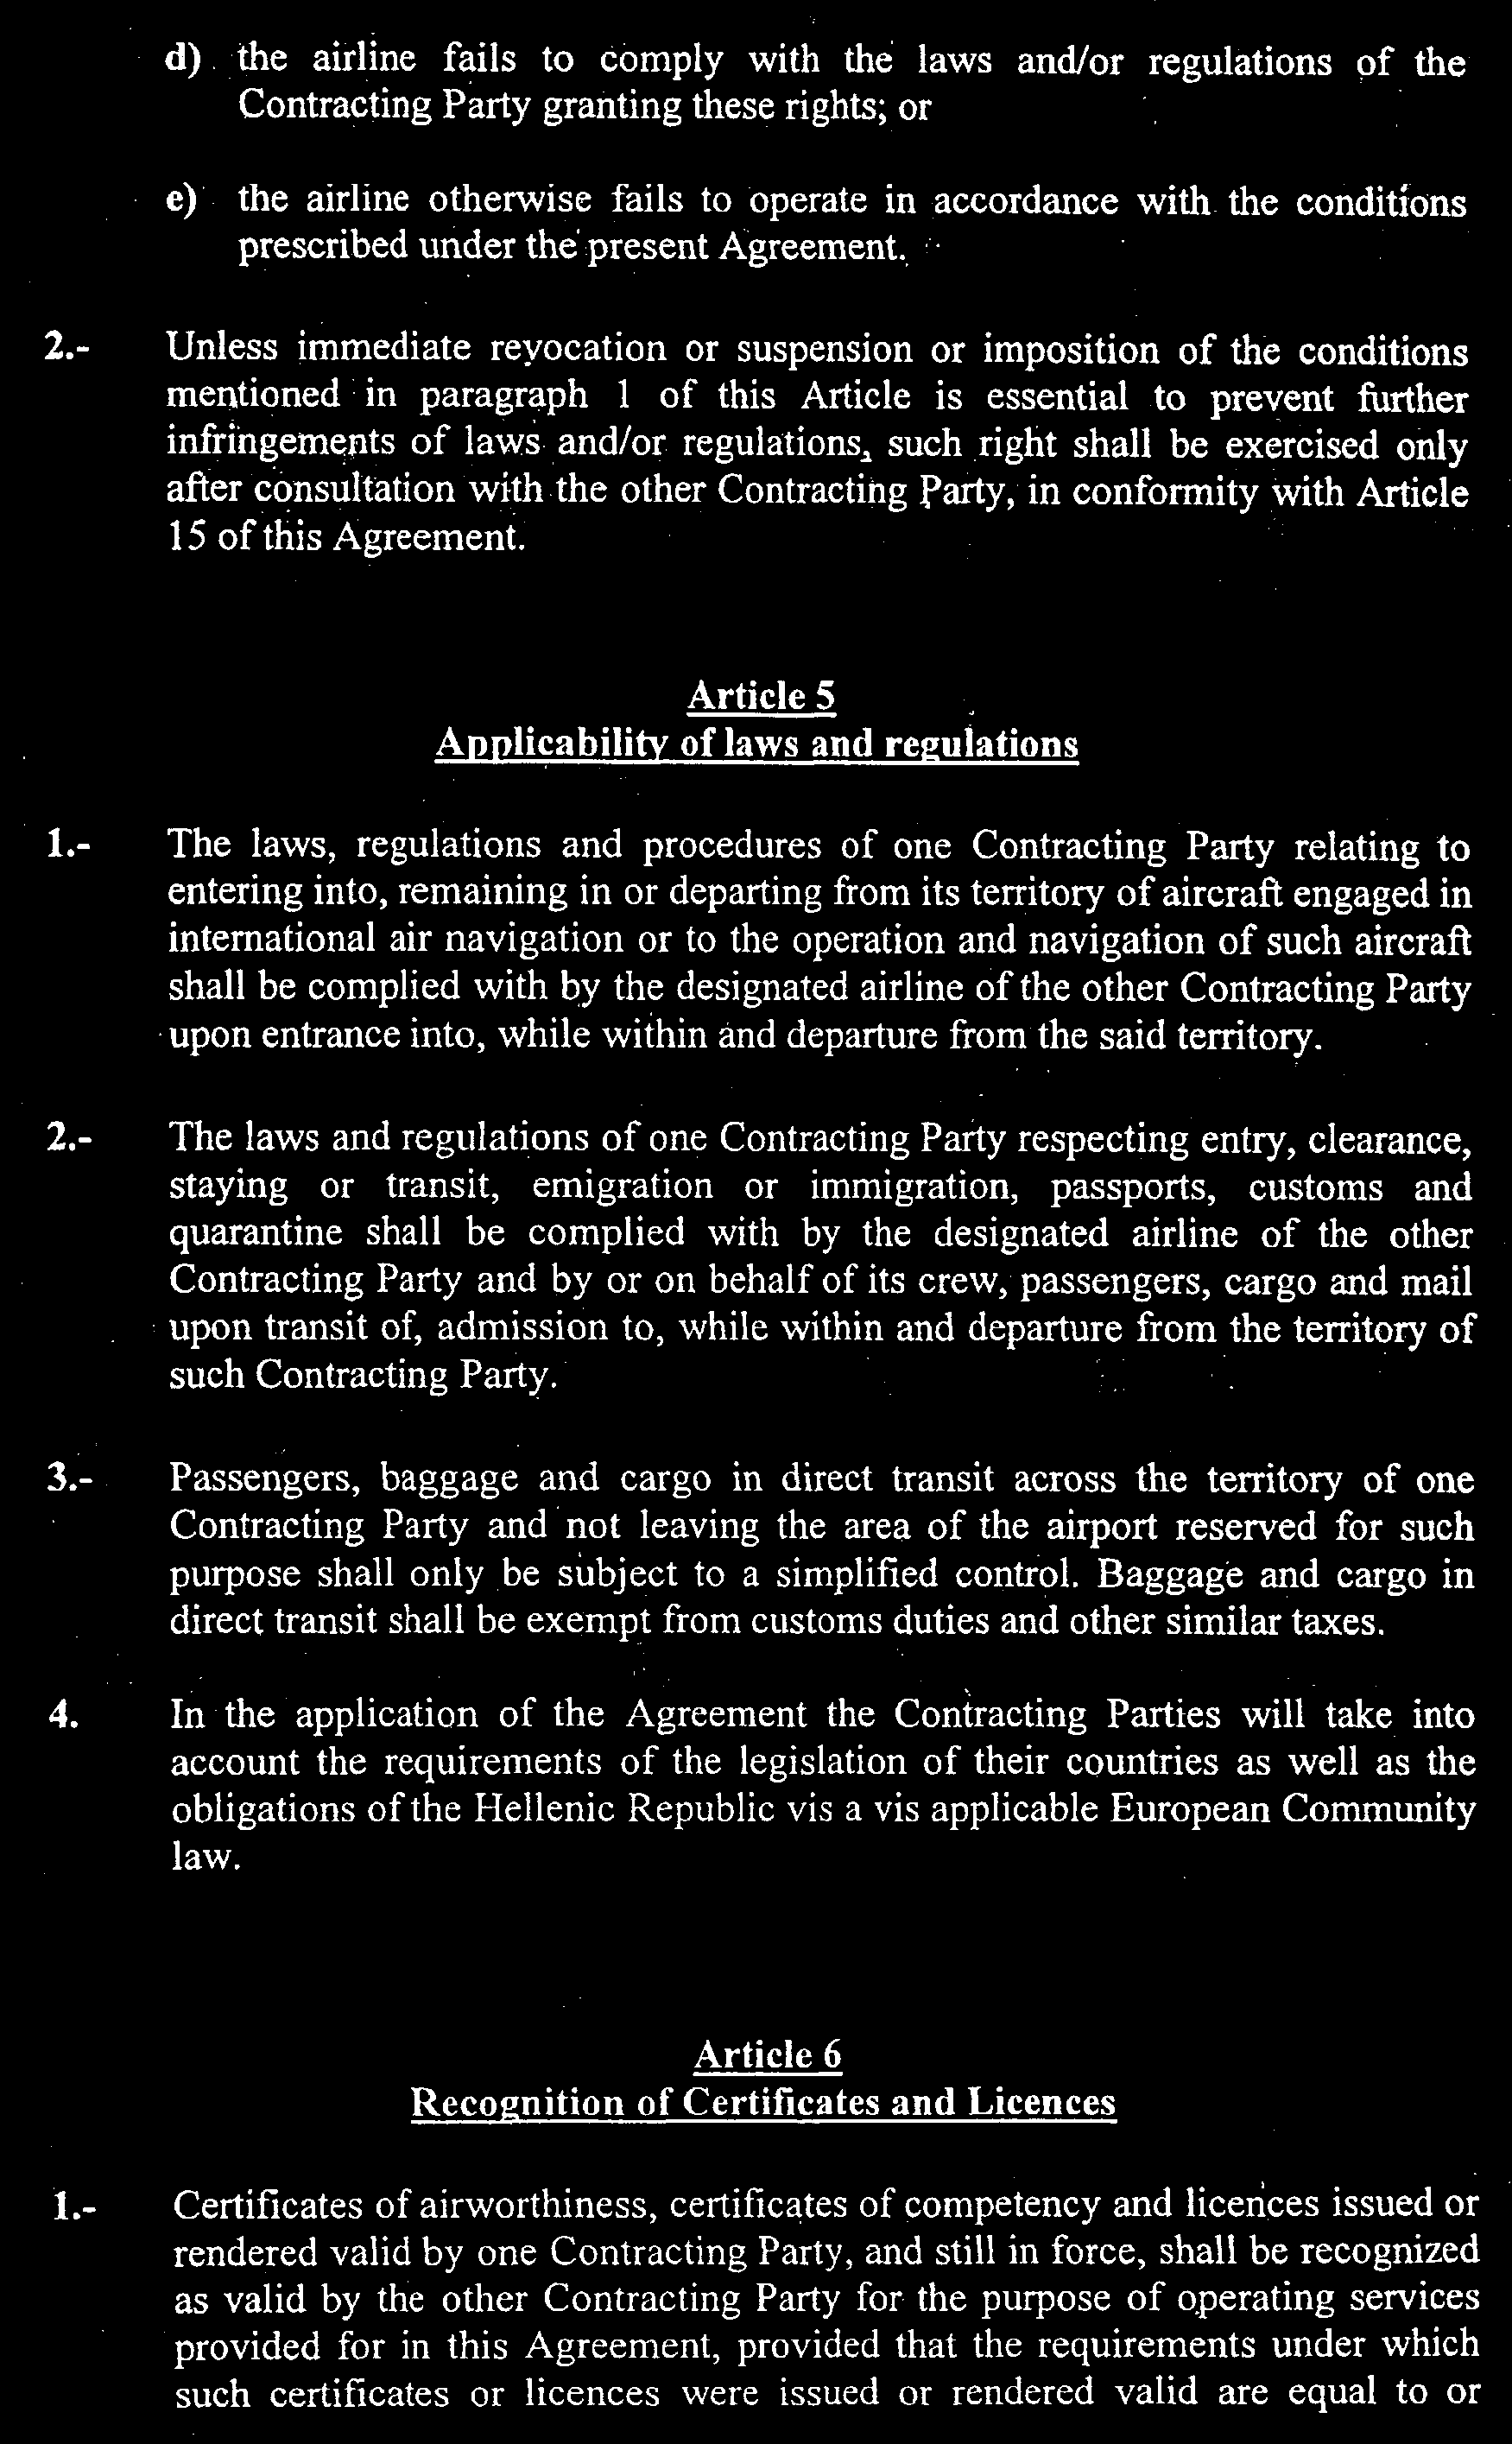 d) the airline fails to comply with the laws and/or regulations of the
Contracting Party granting these rights; or
e) the airline otherwise fails to operate in accordance with the conditions
prescribed under the present Agreement.
2.- Unless immediate revocation or suspension or imposition of the conditions
mentioned in paragraph 1 of this Article is essential to prevent further
infringements of laws and/or regulations, such right shall be exercised only
after consultation with the other Contracting Party, in conformity with Article
15 of this Agreement.
Article 5
Applicability of laws and regulations
1.- The laws, regulations and procedures of one Contracting Party relating to
entering into, remaining in or departing from its territory of aircraft engaged in
international air navigation or to the operation and navigation of such aircraft
shall be complied with by the designated airline of the other Contracting Party
upon entrance into, while within and departure from the said territory.
2.- The laws and regulations of one Contracting Party respecting entry, clearance,
staying or transit, emigration or immigration, passports, customs and
quarantine shall be complied with by the designated airline of the other
Contracting Party and by or on behalf of its crew, passengers, cargo and mail
upon transit of, admission to, while within and departure from the territory of
such Contracting Party.
3.- Passengers, baggage and cargo in direct transit across the territory of one
Contracting Party and not leaving the area of the airport reserved for such
purpose shall only be subject to a simplified control. Baggage and cargo in
direct transit shall be exempt from customs duties and other similar taxes.
4. In the application of the Agreement the Contracting Parties will take into
account the requirements of the legislation of their countries as well as the
obligations of the Hellenic Republic vis a vis applicable European Community
law.
Article 6
Recognition of Certificates and Licences
1.- Certificates of airworthiness, certificates of competency and licences issued or
rendered valid by one Contracting Party, and still in force, shall be recognized
as valid by the other Contracting Party for the purpose of operating services
provided for in this Agreement, provided that the requirements under which
such certificates or licences were issued or rendered valid are equal to or